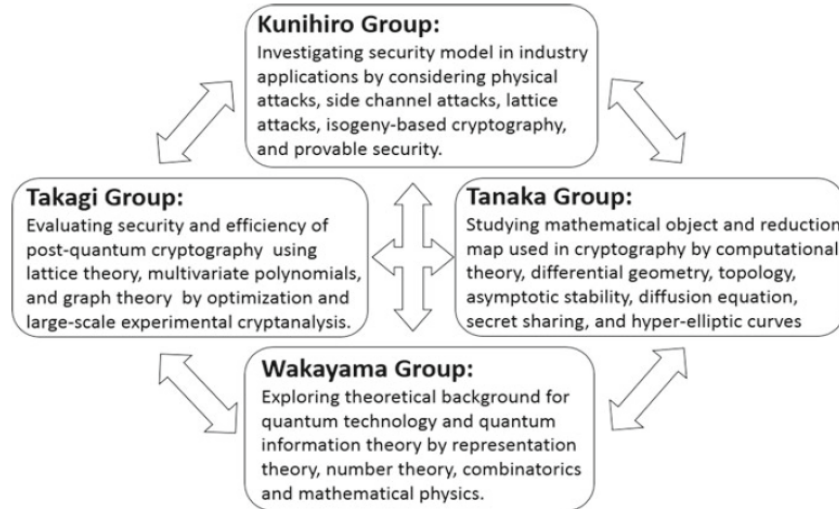 Kunihiro Group:
Investigating security model in industry
applications by considering physical
attacks, side channel attacks, lattice
attacks, isogeny-based cryptography,
and provable security.
Takagi Group:
Evaluating security and efficiency of
post-quantum cryptography using
lattice theory, multivariate polynomials,
and graph theory by optimization and
large-scale experimental cryptanalysis.
Tanaka Group:
Studying mathematical object and reduction
map used in cryptography by computational
theory, differential geometry, topology,
asymptotic stability, diffusion equation,
secret sharing, and hyper-elliptic curves
Wakayama Group:
Exploring theoretical background for
quantum technology and quantum
information theory by representation
theory, number theory, combinatorics
and mathematical physics.